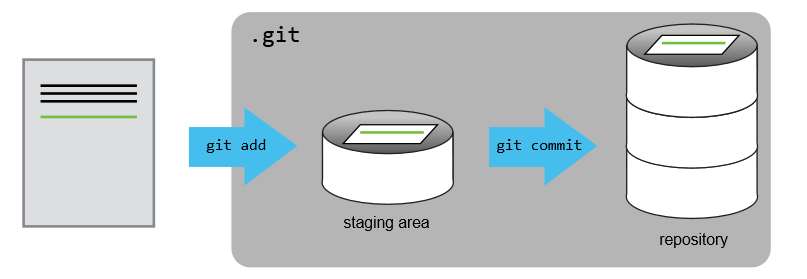 .git
git add
git commit
staging area
repository